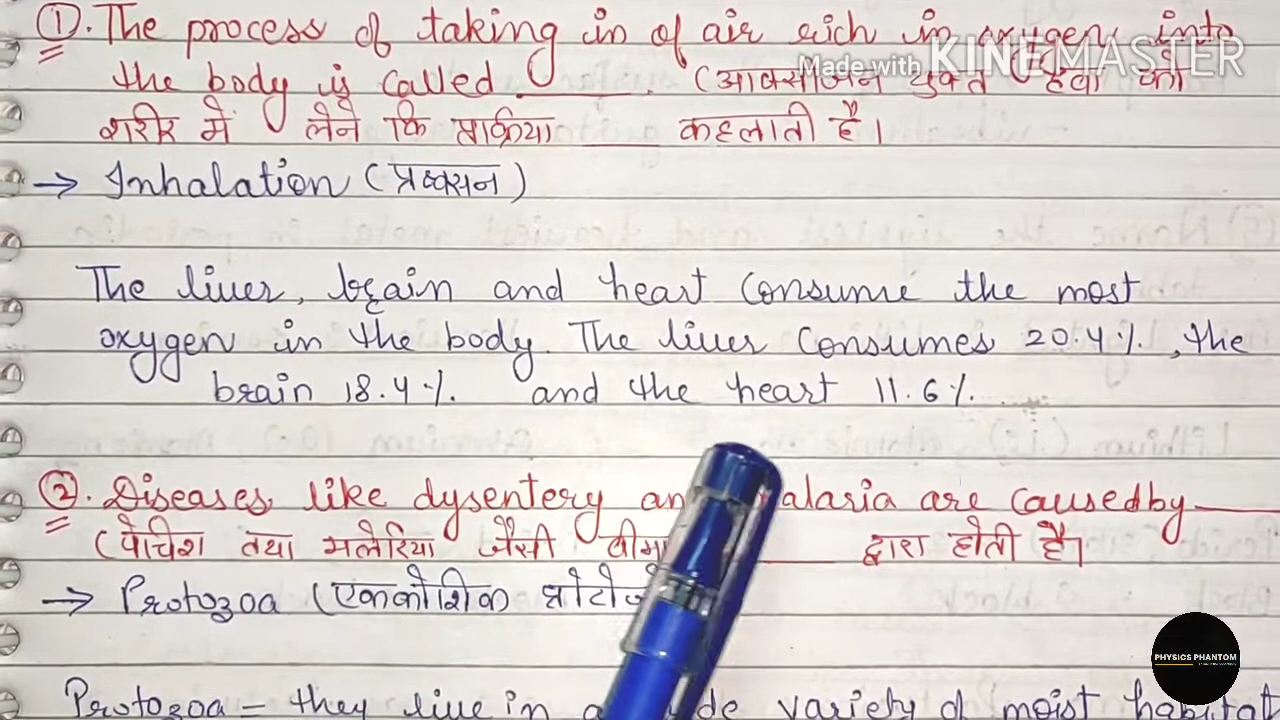 ①. The process of taking in of air rich in oxygen into
the body is called ______. (आक्सीजन युक्त हवा को
शरीर में लेने कि प्रक्रिया ____ कहलाती है।
→ Inhalation (प्रश्वसन)
The liver, brain and heart consume the most
oxygen in the body. The liver consumes 20.4%, the
brain 18.4% and the heart 11.6%.
②. Diseases like dysentery an alaria are caused by ____
(पेचिश तथा मलेरिया जैसी बीमा ____ द्वारा होती है।
→ Protozoa (एककोशिक प्रोटोज
Protozoa – they live in a de variety of moist habitat
Made with KINEMASTER
PHYSICS PHANTOM